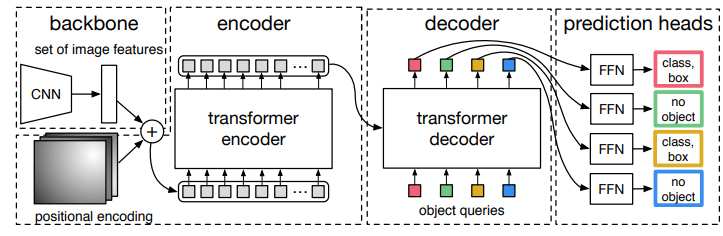 backbone
set of image features
CNN
+
positional encoding
encoder
...
transformer
encoder
...
decoder
transformer
decoder
object queries
prediction heads
FFN
class,
box
FFN
no
object
FFN
class,
box
FFN
no
object